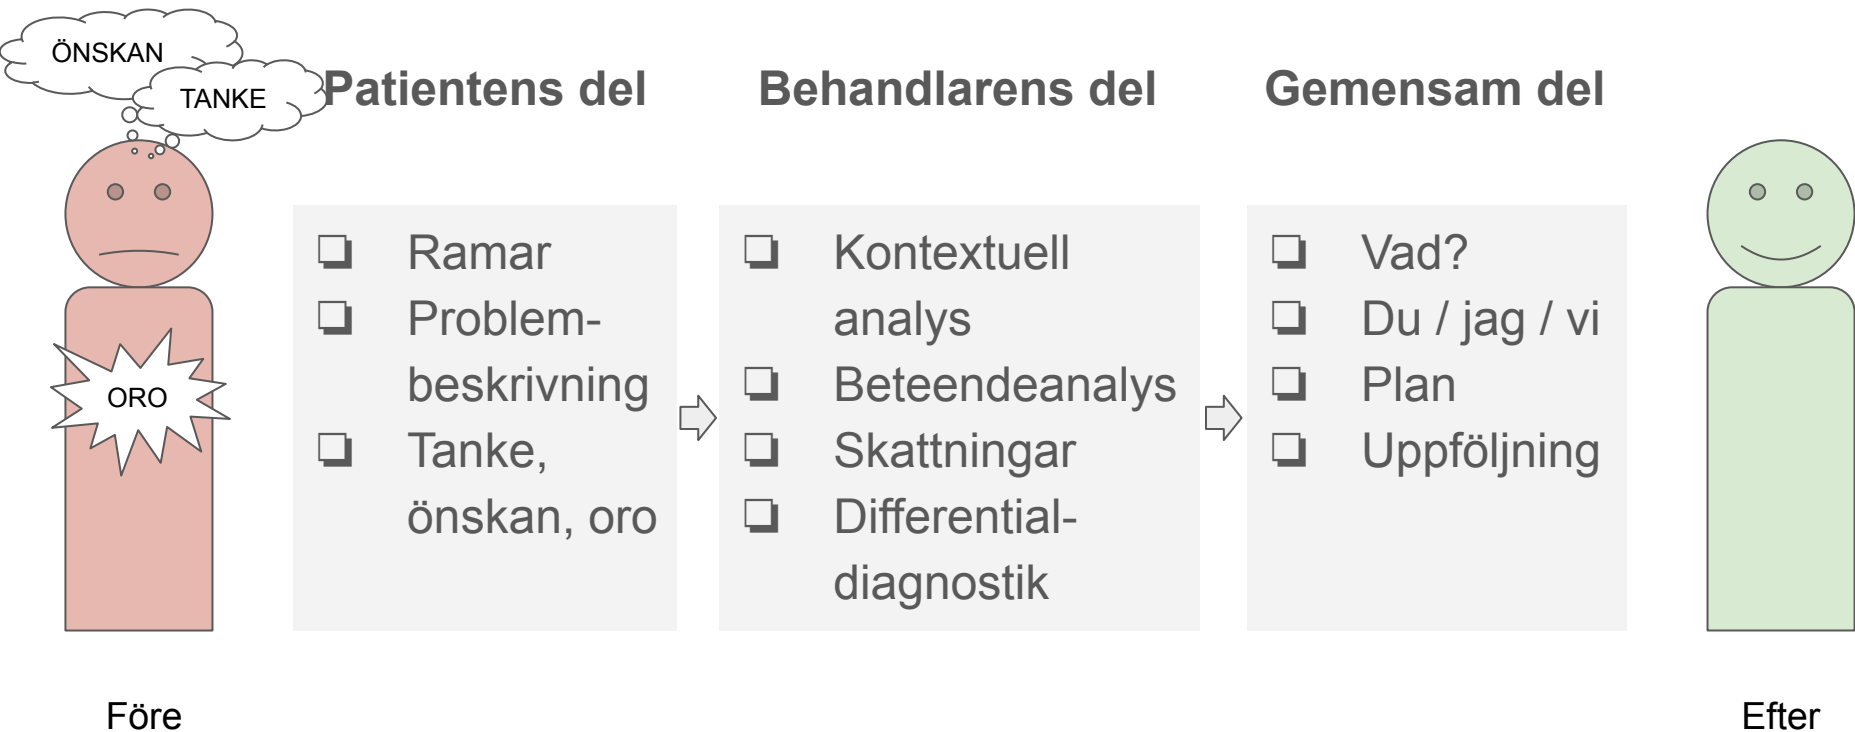 ÖNSKAN
TANKE
ORO
Före
Patientens del
Ramar
Problem-
beskrivning
Tanke,
önskan, oro
Behandlarens del
Kontextuell
analys
Beteendeanalys
Skattningar
Differential-
diagnostik
Gemensam del
Vad?
Du / jag / vi
Plan
Uppföljning
Efter